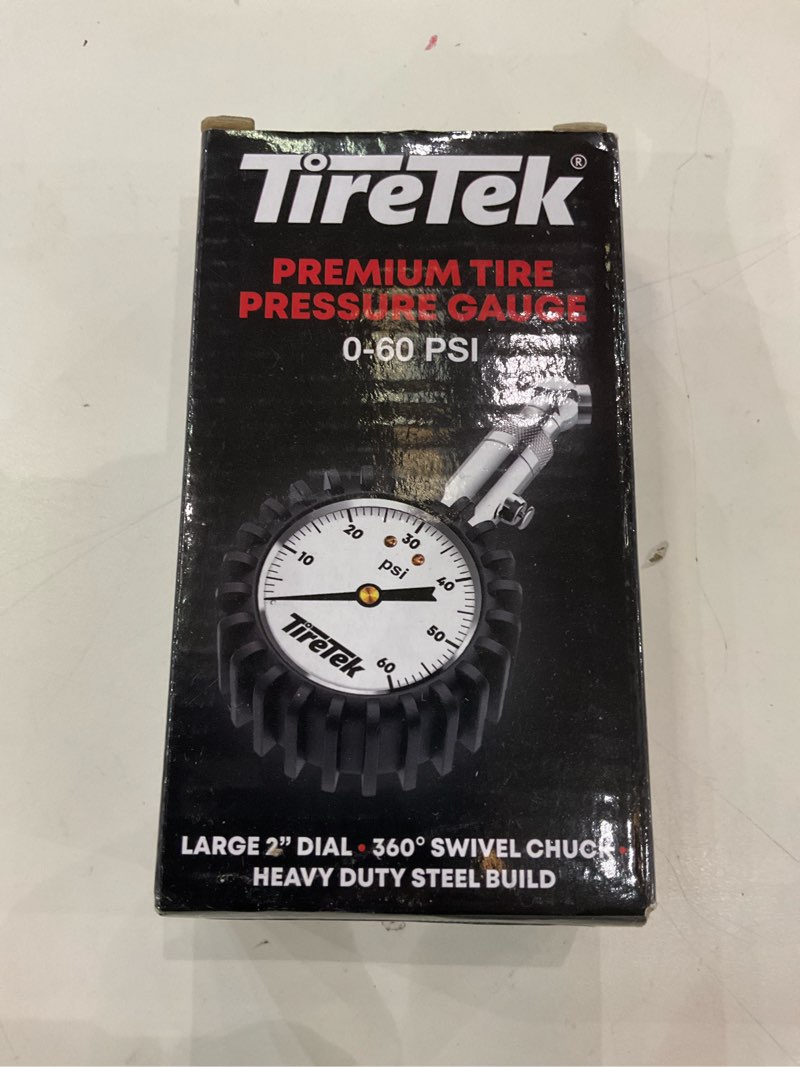 TireTek®
PREMIUM TIRE
PRESSURE GAUGE
0-60 PSI
20
30
10
psi
40
TireTek
50
60
LARGE 2” DIAL • 360° SWIVEL CHUCK •
HEAVY DUTY STEEL BUILD